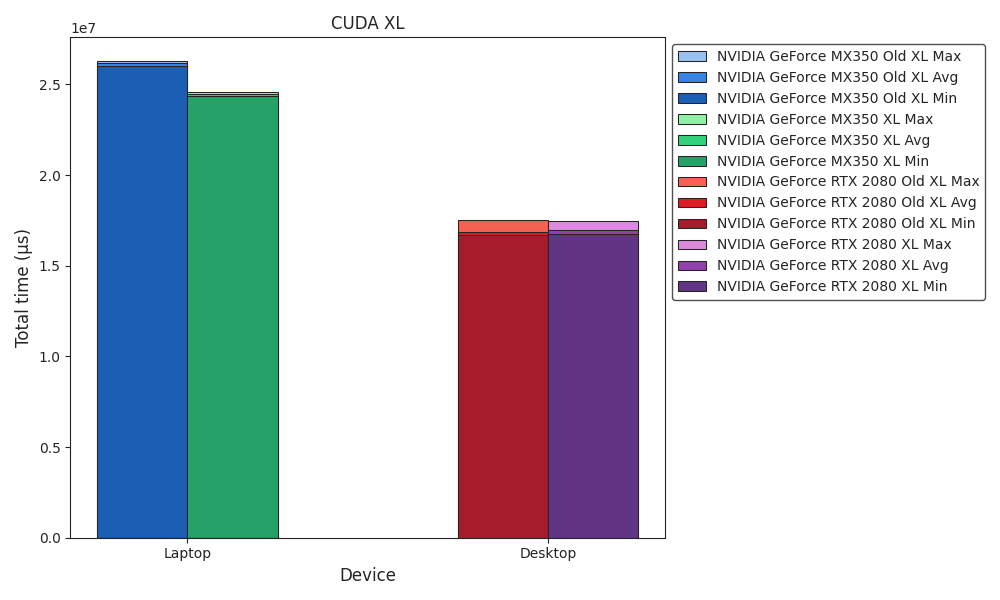 CUDA XL
1e7
2.5
2.0
1.5
1.0
0.5
0.0
Total time (µs)
Laptop
Desktop
Device
NVIDIA GeForce MX350 Old XL Max
NVIDIA GeForce MX350 Old XL Avg
NVIDIA GeForce MX350 Old XL Min
NVIDIA GeForce MX350 XL Max
NVIDIA GeForce MX350 XL Avg
NVIDIA GeForce MX350 XL Min
NVIDIA GeForce RTX 2080 Old XL Max
NVIDIA GeForce RTX 2080 Old XL Avg
NVIDIA GeForce RTX 2080 Old XL Min
NVIDIA GeForce RTX 2080 XL Max
NVIDIA GeForce RTX 2080 XL Avg
NVIDIA GeForce RTX 2080 XL Min